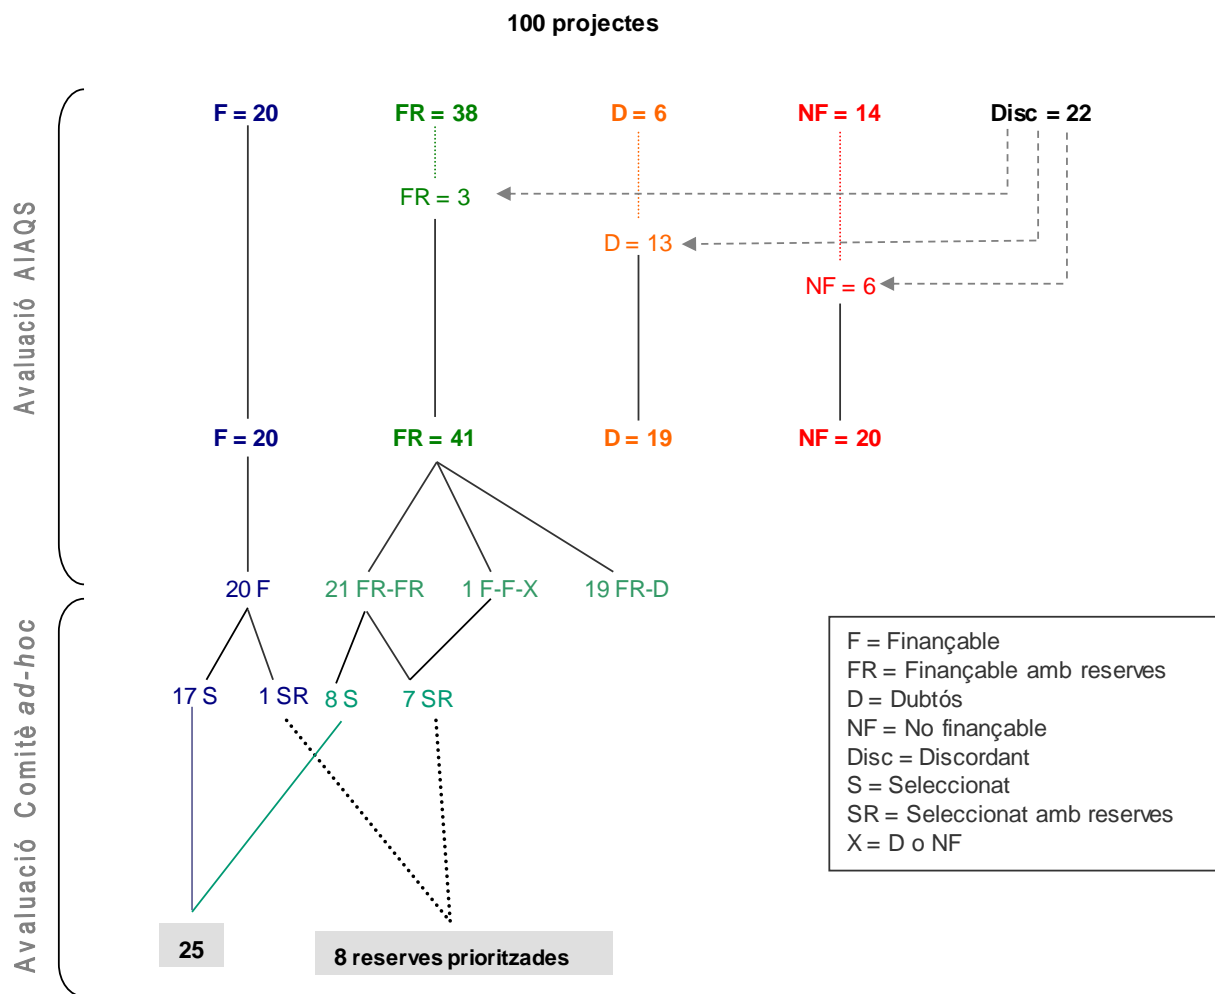 100 projectes
Avaluació AIAQS
F = 20
FR = 38
D = 6
NF = 14
Disc = 22
FR = 3
D = 13
NF = 6
F = 20
FR = 41
D = 19
NF = 20
20 F
21 FR-FR
1 F-F-X
19 FR-D
Avaluació Comitè ad-hoc
17 S
1 SR
8 S
7 SR
25
8 reserves prioritzades
F = Finançable
FR = Finançable amb reserves
D = Dubtós
NF = No finançable
Disc = Discordant
S = Seleccionat
SR = Seleccionat amb reserves
X = D o NF